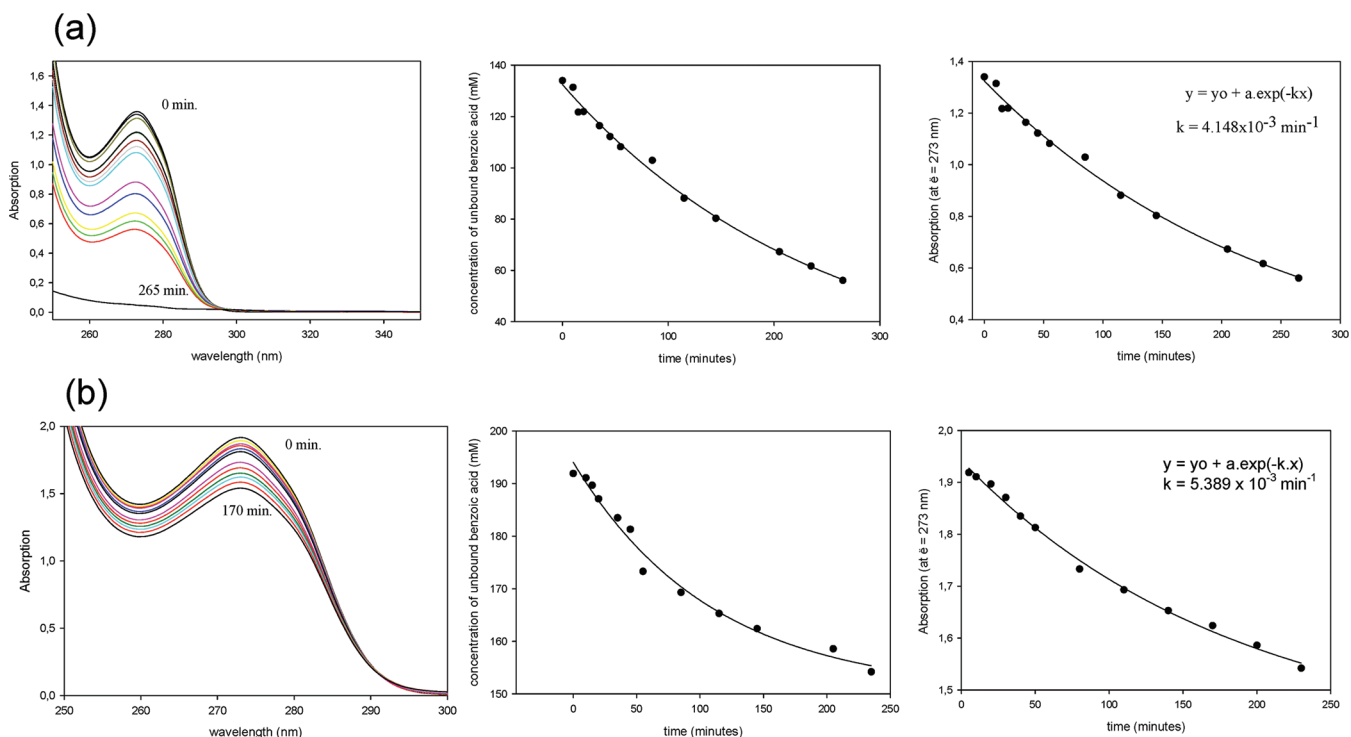 (a)
1,6
1,4
1,2
1,0
0,8
0,6
0,4
0,2
0,0
Absorption
0 min.
265 min.
260 280 300 320 340
wavelength (nm)
140
120
100
80
60
40
concentration of unbound benzoic acid (mM)
0 100 200 300
time (minutes)
1,4
1,2
1,0
0,8
0,6
0,4
Absorption (at ë = 273 nm)
y = yo + a.exp(-kx)
k = 4.148x10⁻³ min⁻¹
0 50 100 150 200 250 300
time (minutes)
(b)
2,0
1,5
1,0
0,5
0,0
Absorption
0 min.
170 min.
250 260 270 280 290 300
wavelength (nm)
200
190
180
170
160
150
concentration of unbound benzoic acid (mM)
0 50 100 150 200 250
time (minutes)
2,0
1,9
1,8
1,7
1,6
1,5
Absorption (at ë = 273 nm)
y = yo + a.exp(-k.x)
k = 5.389 x 10⁻³ min⁻¹
0 50 100 150 200 250
time (minutes)